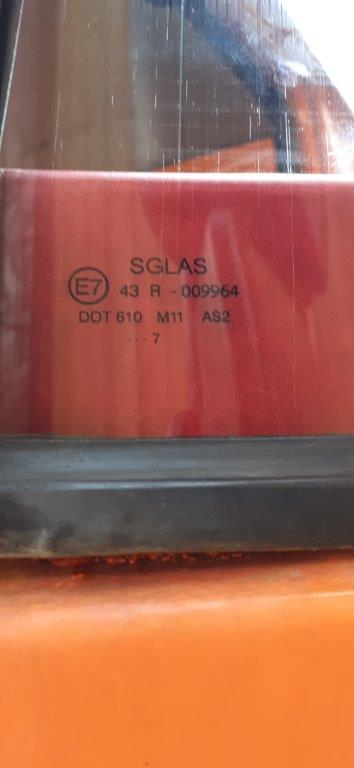 SGLAS
E7 43 R - 009964
DOT 610 M11 AS2
... 7